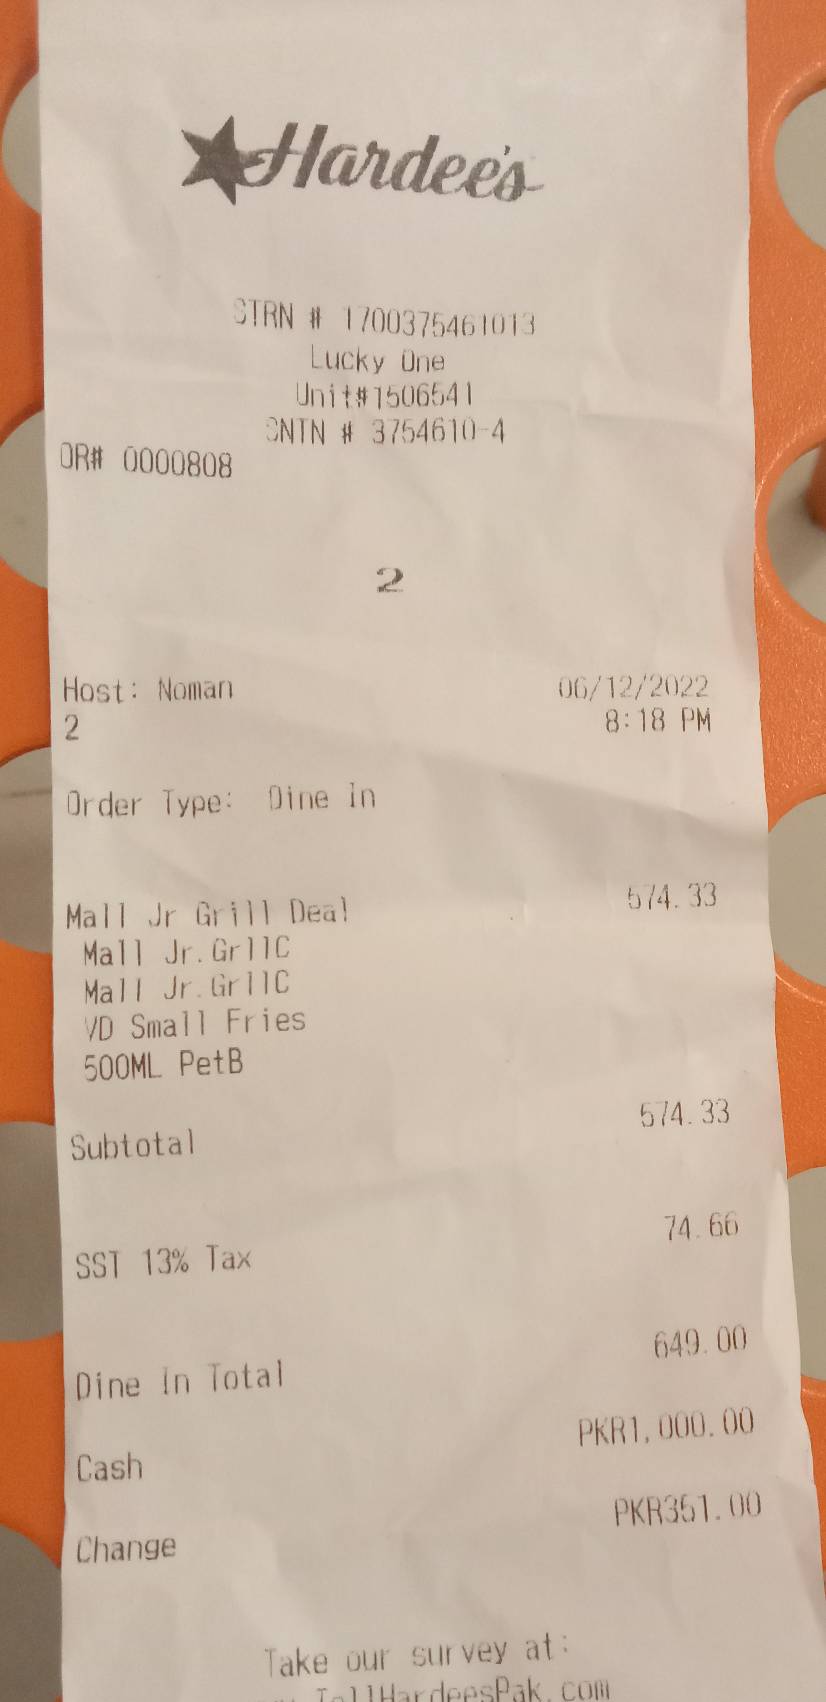 Hardee's
STRN # 1700375461013
Lucky One
Unit#1506541
SNTN # 3754610-4
OR# 0000808
2
Host: Noman 06/12/2022
2 8:18 PM
Order Type: Dine In
Mall Jr Grill Deal 574.33
Mall Jr.GrllC
Mall Jr.GrllC
VD Small Fries
500ML PetB
Subtotal 574.33
SST 13% Tax 74.66
Dine In Total 649.00
Cash PKR1,000.00
Change PKR351.00
Take our survey at:
TellHardeesPak.com